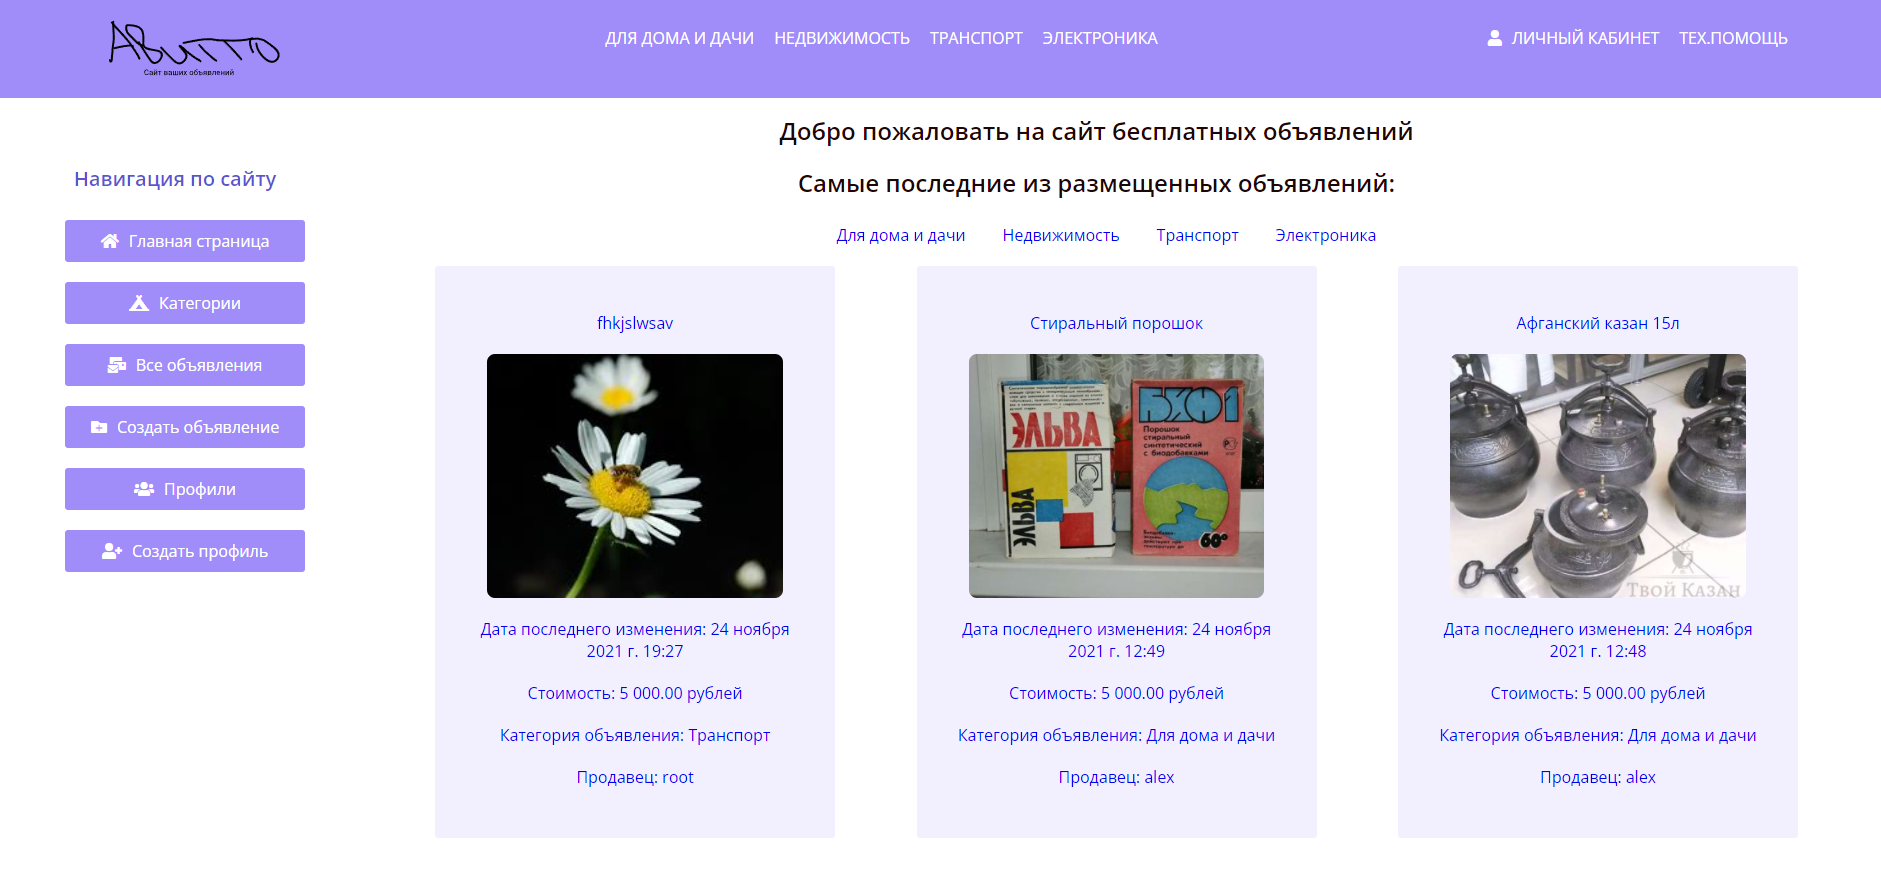 Авитто
Сайт ваших объявлений
ДЛЯ ДОМА И ДАЧИ НЕДВИЖИМОСТЬ ТРАНСПОРТ ЭЛЕКТРОНИКА
ЛИЧНЫЙ КАБИНЕТ ТЕХ.ПОМОЩЬ
Добро пожаловать на сайт бесплатных объявлений
Самые последние из размещенных объявлений:
Для дома и дачи Недвижимость Транспорт Электроника
Навигация по сайту
Главная страница
Категории
Все объявления
Создать объявление
Профили
Создать профиль
fhkjslwsav
Дата последнего изменения: 24 ноября
2021 г. 19:27
Стоимость: 5 000.00 рублей
Категория объявления: Транспорт
Продавец: root
Стиральный порошок
ЭЛЬВА
ЭЛЬВА
БИО 1
Порошок
стиральный
синтетический
с биодобавками
60°
Дата последнего изменения: 24 ноября
2021 г. 12:49
Стоимость: 5 000.00 рублей
Категория объявления: Для дома и дачи
Продавец: alex
Афганский казан 15л
Твой Казан
Дата последнего изменения: 24 ноября
2021 г. 12:48
Стоимость: 5 000.00 рублей
Категория объявления: Для дома и дачи
Продавец: alex